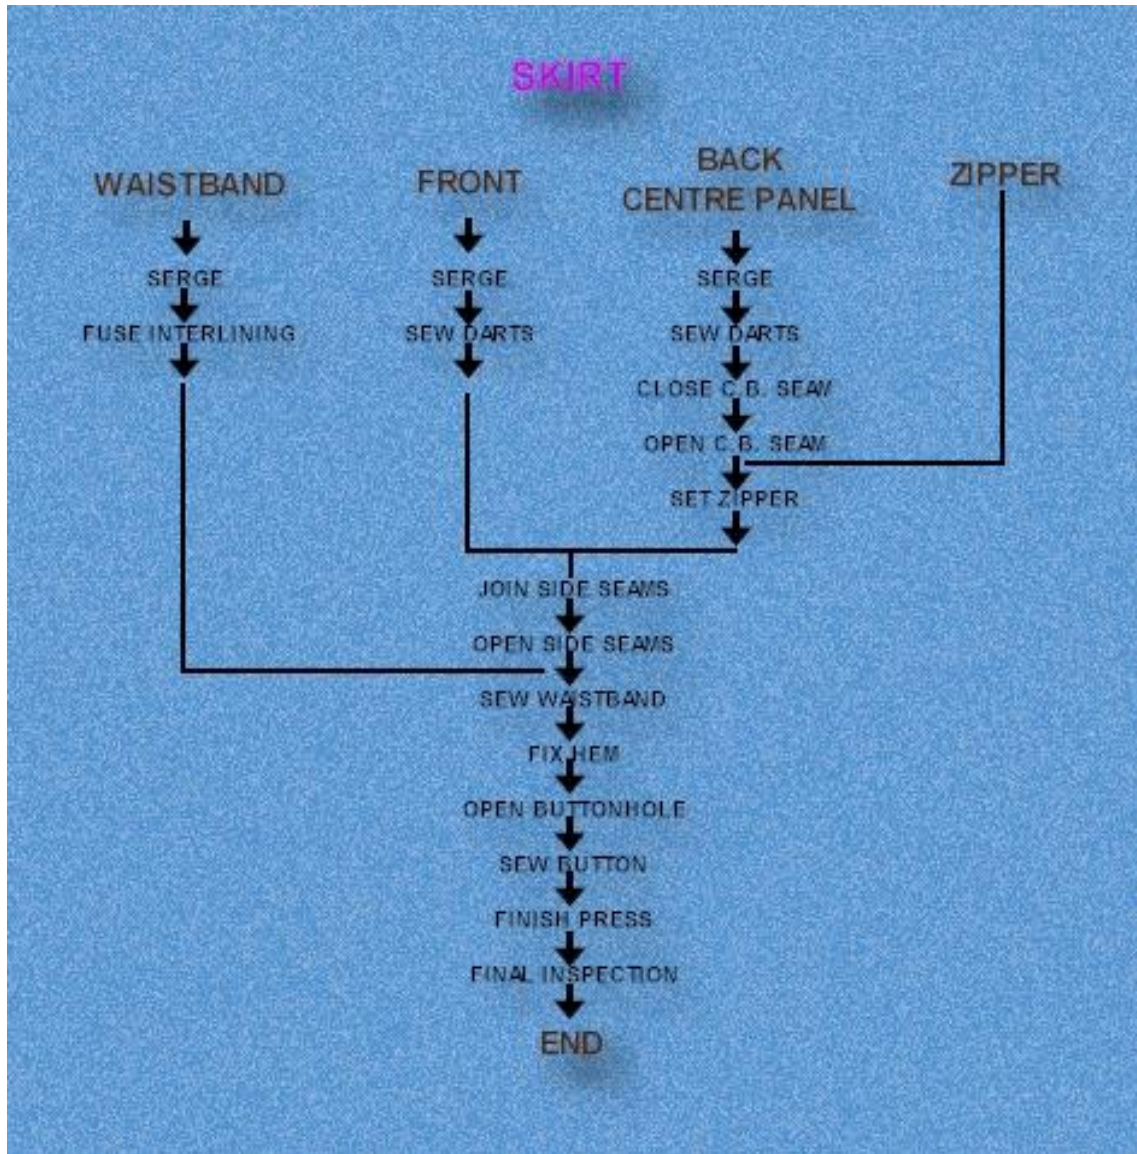 SKIRT
WAISTBAND
SERGE
FUSE INTERLINING
FRONT
SERGE
SEW DARTS
BACK
CENTRE PANEL
SERGE
SEW DARTS
CLOSE C.B. SEAM
OPEN C.B. SEAM
SET ZIPPER
ZIPPER
JOIN SIDE SEAMS
OPEN SIDE SEAMS
SEW WAISTBAND
FIX HEM
OPEN BUTTONHOLE
SEW BUTTON
FINISH PRESS
FINAL INSPECTION
END